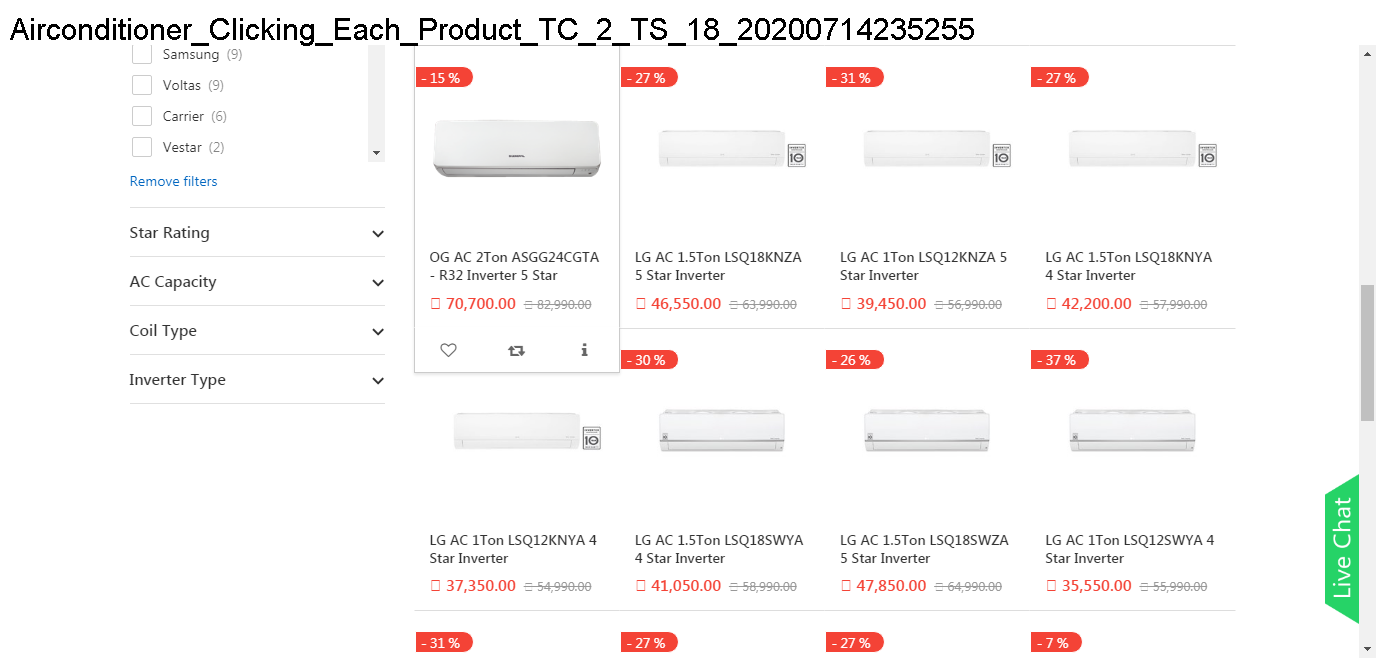 Airconditioner_Clicking_Each_Product_TC_2_TS_18_20200714235255
Samsung (9)
Voltas (9)
Carrier (6)
Vestar (2)
Remove filters
Star Rating
AC Capacity
Coil Type
Inverter Type
- 15 %
- 27 %
- 31 %
- 27 %
OG AC 2Ton ASGG24CGTA
- R32 Inverter 5 Star
70,700.00 82,990.00
LG AC 1.5Ton LSQ18KNZA
5 Star Inverter
46,550.00 63,990.00
LG AC 1Ton LSQ12KNZA 5
Star Inverter
39,450.00 56,990.00
LG AC 1.5Ton LSQ18KNYA
4 Star Inverter
42,200.00 57,990.00
- 30 %
- 26 %
- 37 %
LG AC 1Ton LSQ12KNYA 4
Star Inverter
37,350.00 54,990.00
LG AC 1.5Ton LSQ18SWYA
4 Star Inverter
41,050.00 58,990.00
LG AC 1.5Ton LSQ18SWZA
5 Star Inverter
47,850.00 64,990.00
LG AC 1Ton LSQ12SWYA 4
Star Inverter
35,550.00 55,990.00
- 31 %
- 27 %
- 27 %
- 7 %
Live Chat